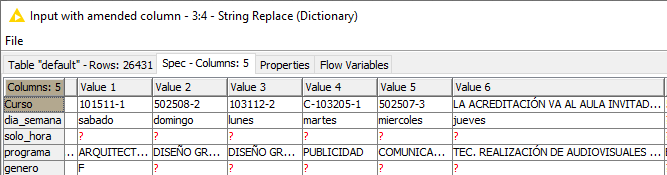 Input with amended column - 3:4 - String Replace (Dictionary)
File
Table "default" - Rows: 26431 Spec - Columns: 5 Properties Flow Variables
Columns: 5 Value 1 Value 2 Value 3 Value 4 Value 5 Value 6
Curso 101511-1 502508-2 103112-2 C-103205-1 502507-3 LA ACREDITACIÓN VA AL AULA INVITAD...
dia_semana sabado domingo lunes martes miercoles jueves
solo_hora ? ? ? ? ? ?
programa ... ARQUITECT... DISEÑO GR... DISEÑO GR... PUBLICIDAD COMUNICA... TEC. REALIZACIÓN DE AUDIOVISUALES ...
genero F ? ? ? ? ?